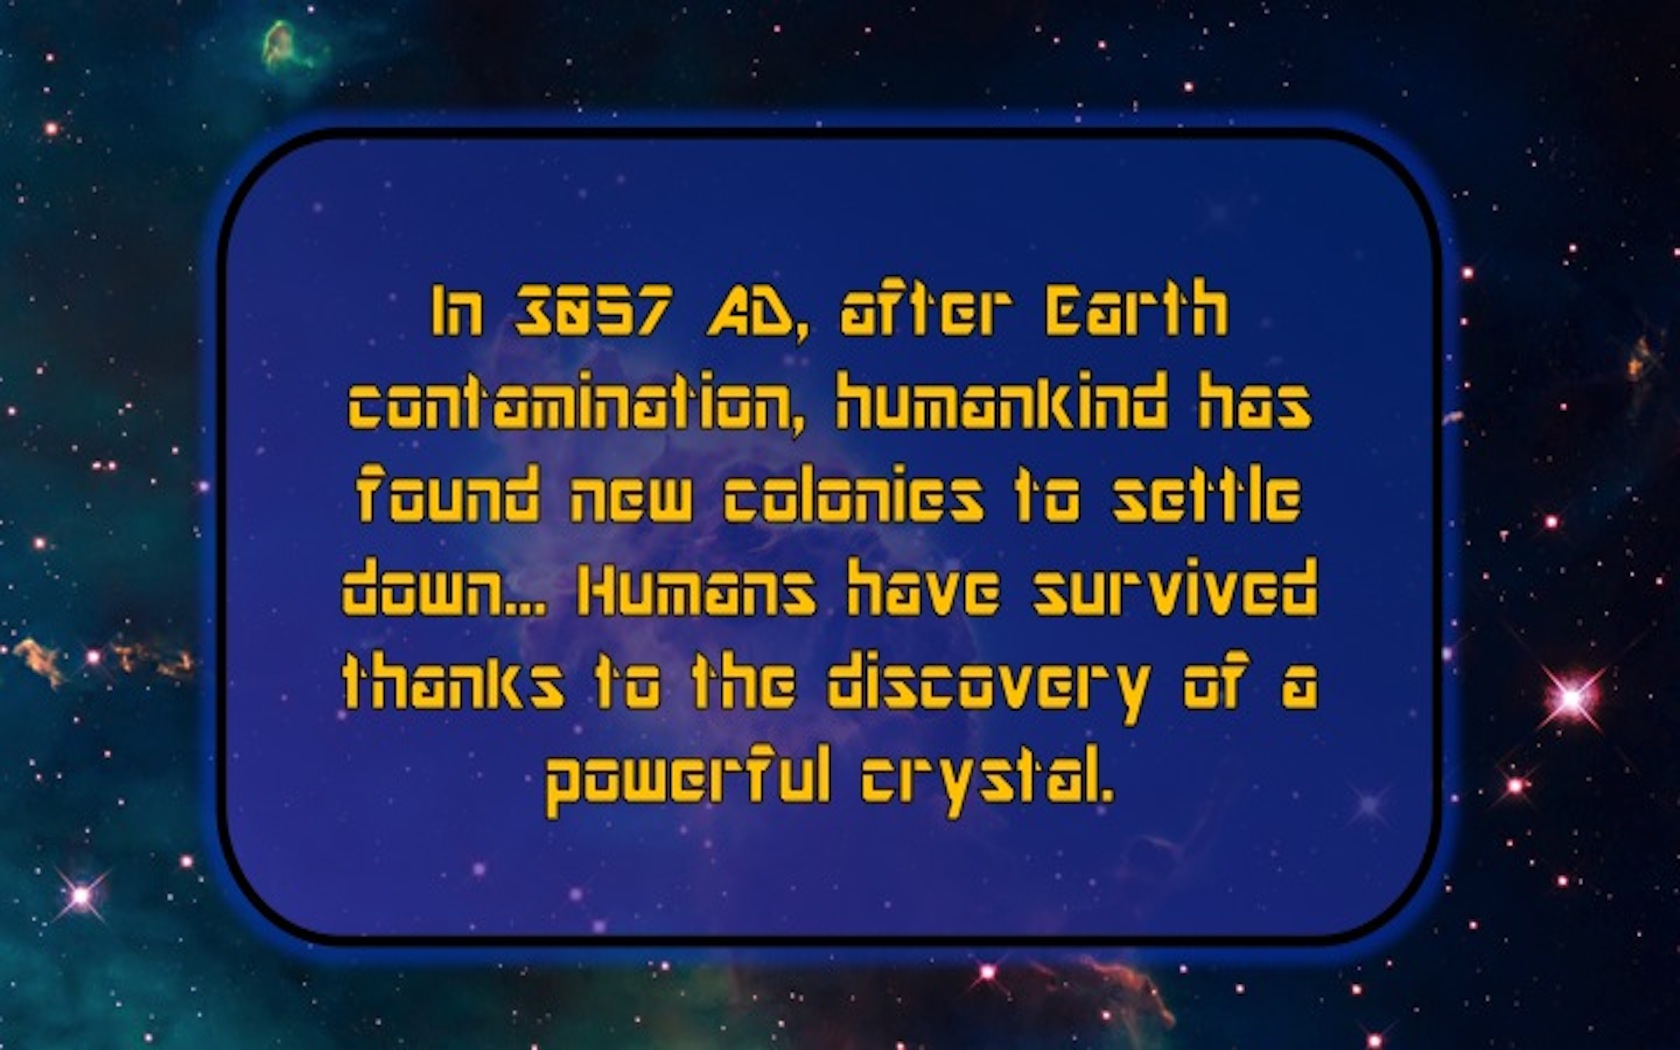 In 3057 AD, after Earth
contamination, humankind has
found new colonies to settle
down... Humans have survived
thanks to the discovery of a
powerful crystal.